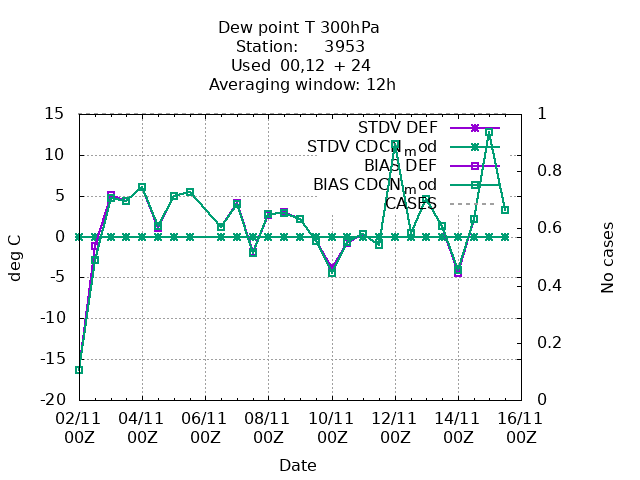 Dew point T 300hPa
Station: 3953
Used 00,12 + 24
Averaging window: 12h
15
10
5
0
-5
-10
-15
-20
deg C
1
0.8
0.6
0.4
0.2
0
No cases
STDV DEF
STDV CDCN_mod
BIAS DEF
BIAS CDCN_mod
CASES
02/11 04/11 06/11 08/11 10/11 12/11 14/11 16/11
00Z 00Z 00Z 00Z 00Z 00Z 00Z 00Z
Date